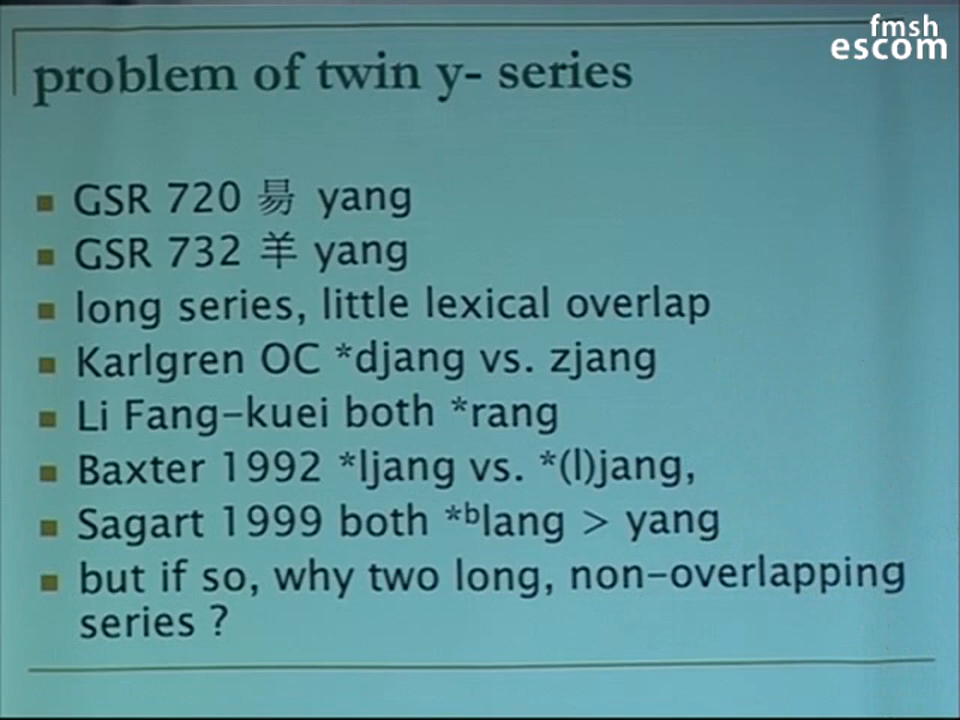 fmsh
escom
problem of twin y- series
GSR 720 昜 yang
GSR 732 羊 yang
long series, little lexical overlap
Karlgren OC *djang vs. zjang
Li Fang-kuei both *rang
Baxter 1992 *ljang vs. *(l)jang,
Sagart 1999 both *ᵇlang > yang
but if so, why two long, non-overlapping
series ?